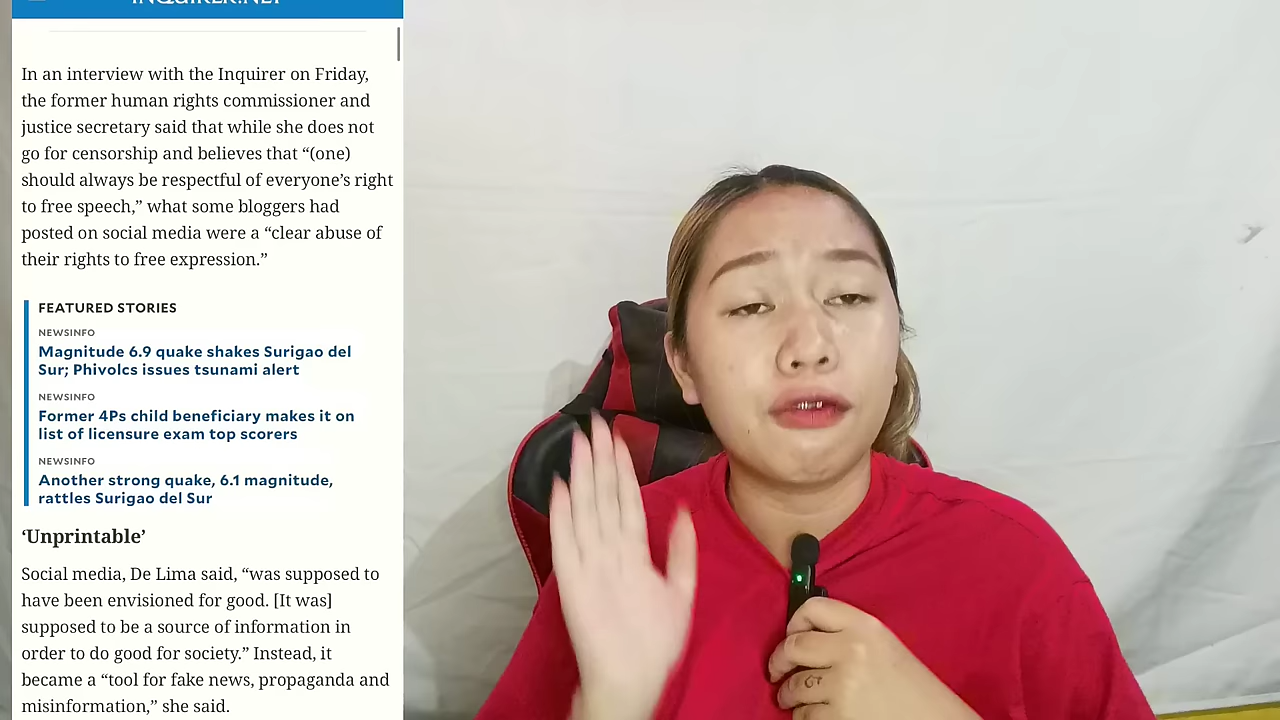 INQUIRER.NET
In an interview with the Inquirer on Friday,
the former human rights commissioner and
justice secretary said that while she does not
go for censorship and believes that “(one)
should always be respectful of everyone’s right
to free speech,” what some bloggers had
posted on social media were a “clear abuse of
their rights to free expression.”
FEATURED STORIES
NEWSINFO
Magnitude 6.9 quake shakes Surigao del
Sur; Phivolcs issues tsunami alert
NEWSINFO
Former 4Ps child beneficiary makes it on
list of licensure exam top scorers
NEWSINFO
Another strong quake, 6.1 magnitude,
rattles Surigao del Sur
‘Unprintable’
Social media, De Lima said, “was supposed to
have been envisioned for good. [It was]
supposed to be a source of information in
order to do good for society.” Instead, it
became a “tool for fake news, propaganda and
misinformation,” she said.